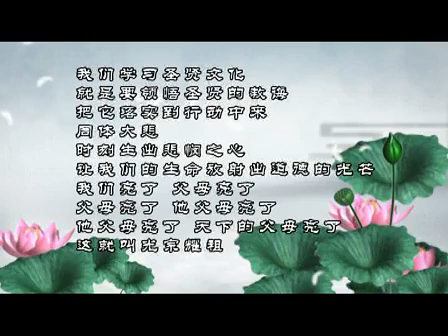 我们学习圣贤文化
就是要领悟圣贤的教诲
把它落实到行动中来
同体大悲
时刻生出悲悯之心
让我们的生命放射出道德的光芒
我们亮了 父母亮了
父母亮了 他父母亮了
他父母亮了 天下的父母亮了
这就叫光宗耀祖